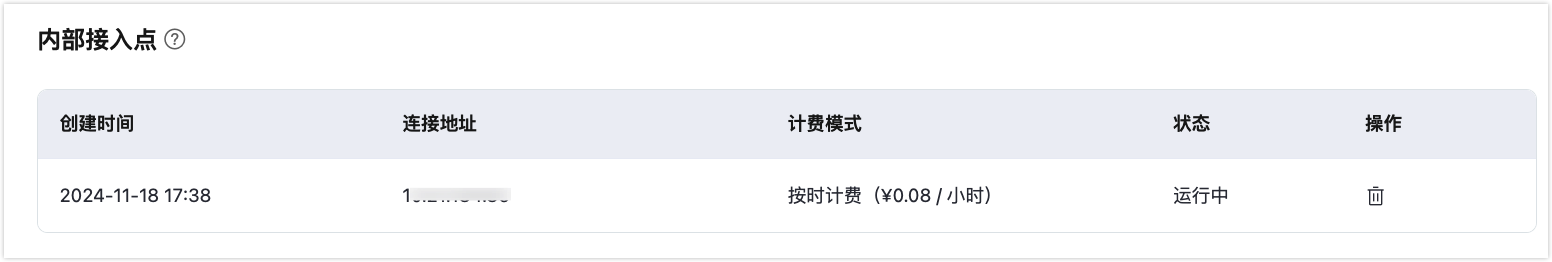 内部接入点 ?
创建时间 连接地址 计费模式 状态 操作
2024-11-18 17:38 按时计费（¥0.08 / 小时） 运行中